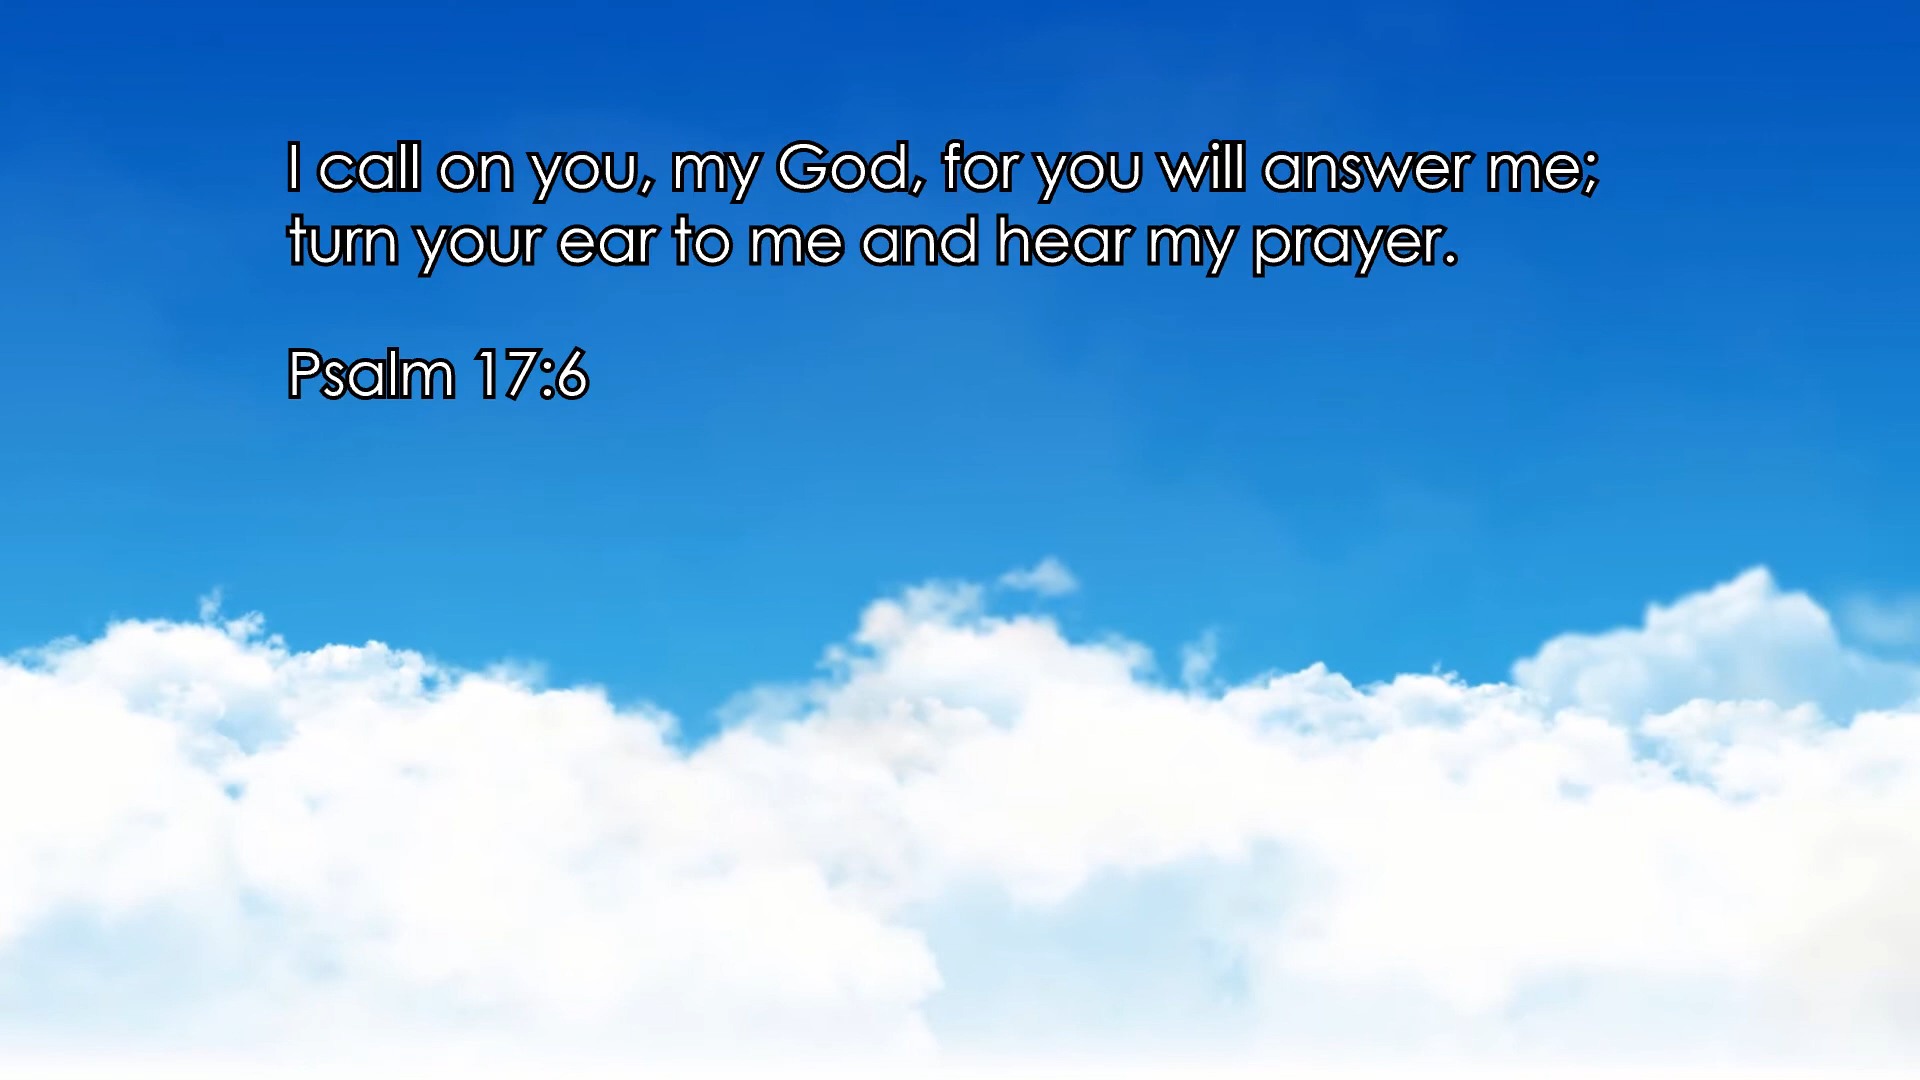 I call on you, my God, for you will answer me;
turn your ear to me and hear my prayer.
Psalm 17:6